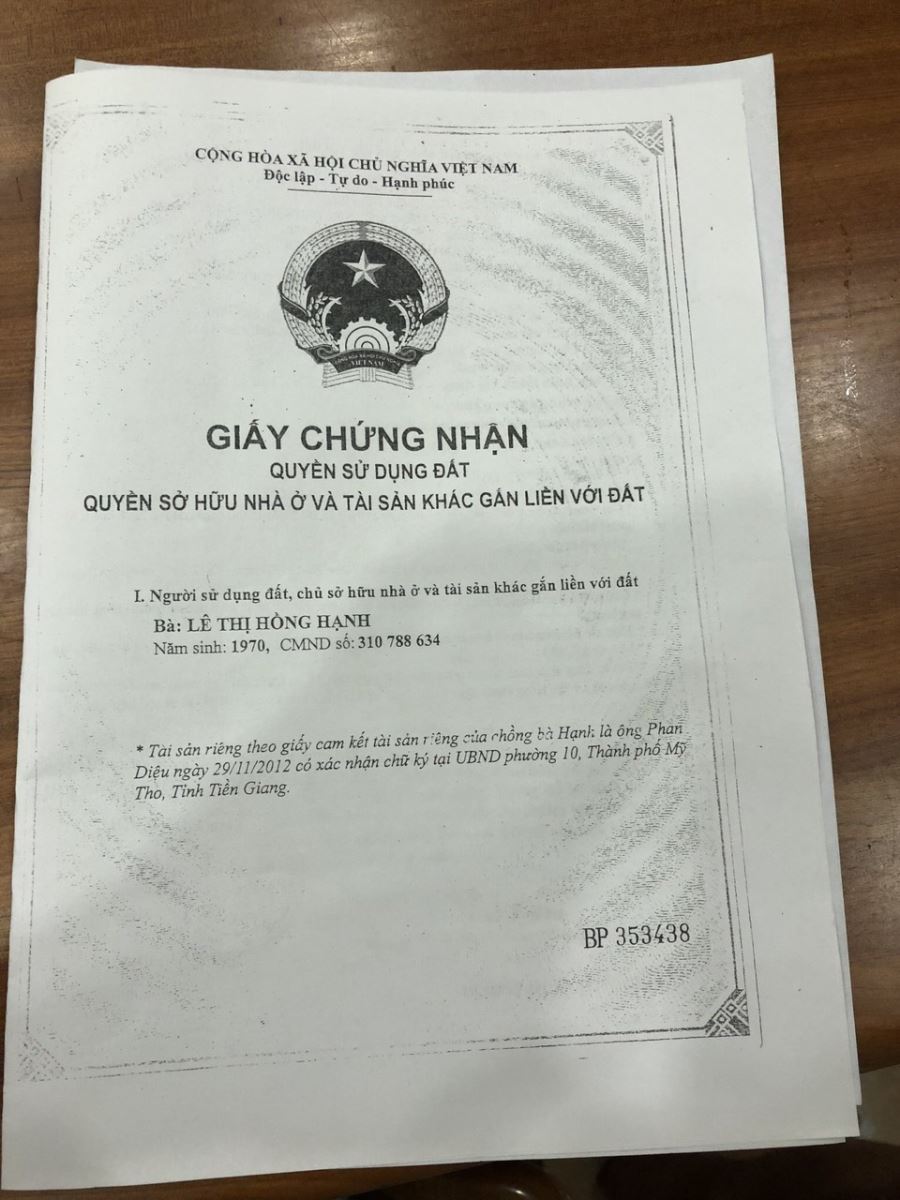 CỘNG HÒA XÃ HỘI CHỦ NGHĨA VIỆT NAM
Độc lập - Tự do - Hạnh phúc
CỘNG HÒA XÃ HỘI CHỦ NGHĨA
VIỆT NAM
GIẤY CHỨNG NHẬN
QUYỀN SỬ DỤNG ĐẤT
QUYỀN SỞ HỮU NHÀ Ở VÀ TÀI SẢN KHÁC GẮN LIỀN VỚI ĐẤT
I. Người sử dụng đất, chủ sở hữu nhà ở và tài sản khác gắn liền với đất
Bà: LÊ THỊ HỒNG HẠNH
Năm sinh: 1970, CMND số: 310 788 634
* Tài sản riêng theo giấy cam kết tài sản riêng của chồng bà Hạnh là ông Phan
Diệu ngày 29/11/2012 có xác nhận chữ ký tại UBND phường 10, Thành phố Mỹ
Tho, Tỉnh Tiền Giang.
BP 353438